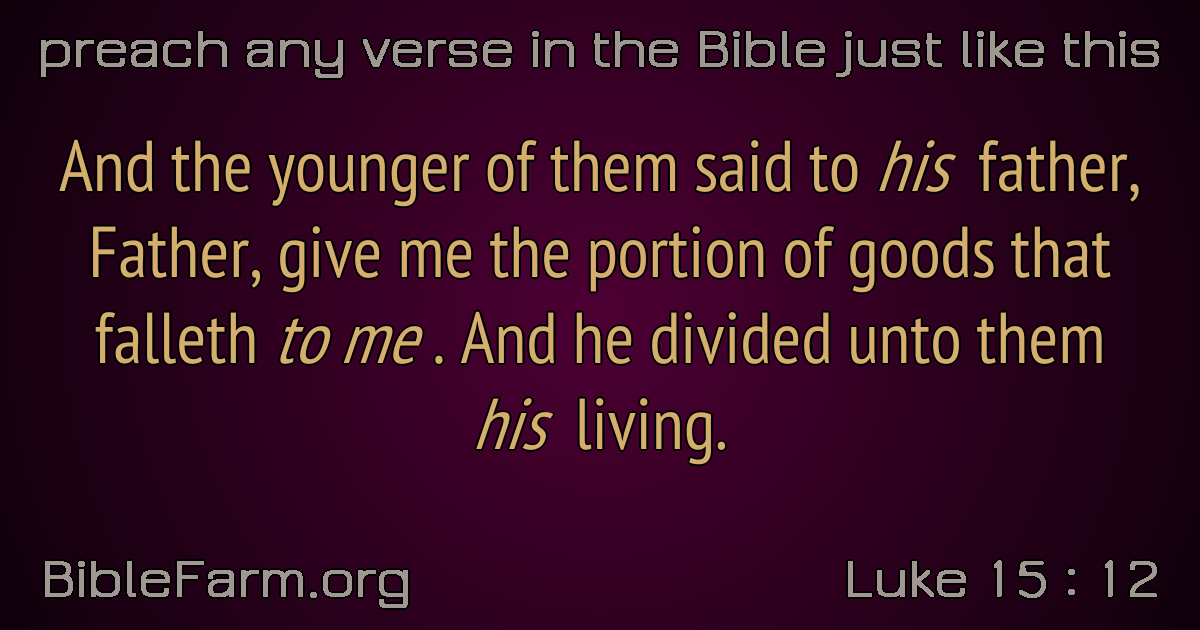 preach any verse in the Bible just like this
And the younger of them said to his father,
Father, give me the portion of goods that
falleth to me . And he divided unto them
his living.
BibleFarm.org
Luke 15 : 12